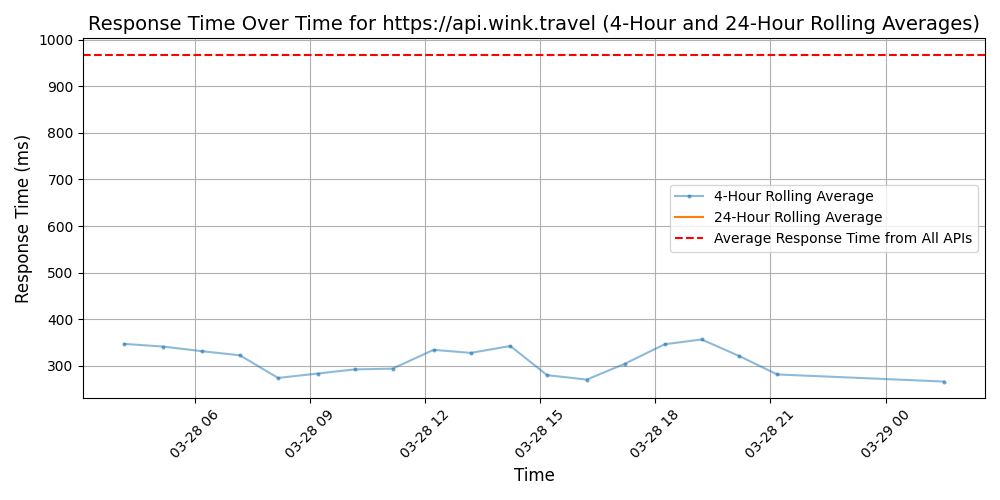 Response Time Over Time for https://api.wink.travel (4-Hour and 24-Hour Rolling Averages)
Response Time (ms)
1000
900
800
700
600
500
400
300
4-Hour Rolling Average
24-Hour Rolling Average
Average Response Time from All APIs
03-28 06
03-28 09
03-28 12
03-28 15
03-28 18
03-28 21
03-29 00
Time